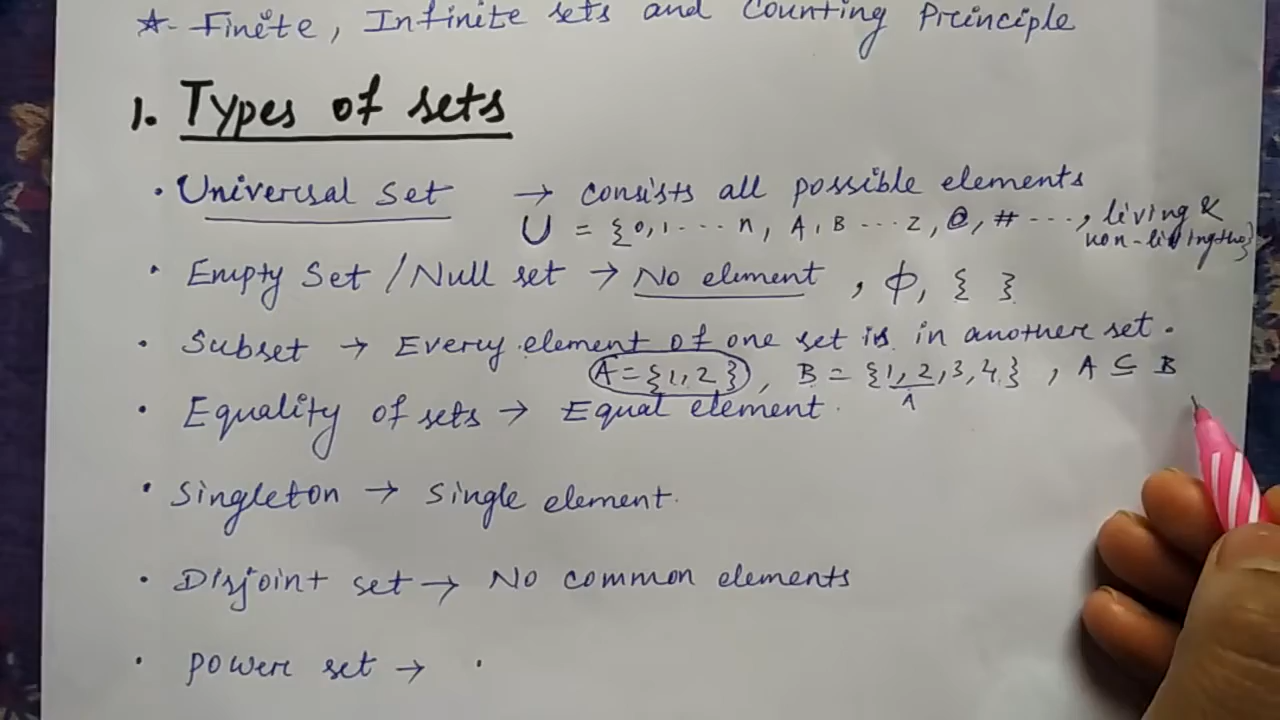 * Finite, Infinite sets and Counting Principle
1. Types of sets
• Universal Set → consists all possible elements
U = {0,1 ---- n, A, B --- Z, @, # ----, living &
non-living thg}
• Empty Set / Null set → No element, φ, { }
• Subset → Every element of one set is in another set.
A = {1, 2}, B = {1, 2, 3, 4}, A ⊆ B
A
• Equality of sets → Equal element.
• Singleton → Single element.
• Disjoint set → No common elements
• Power set →